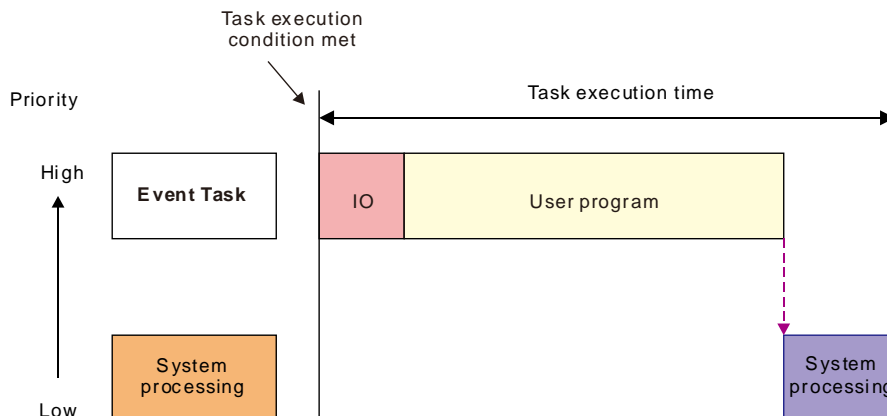 Task execution
condition met
Task execution time
Priority
High
Event Task
IO
User program
System
processing
System
processing
Low